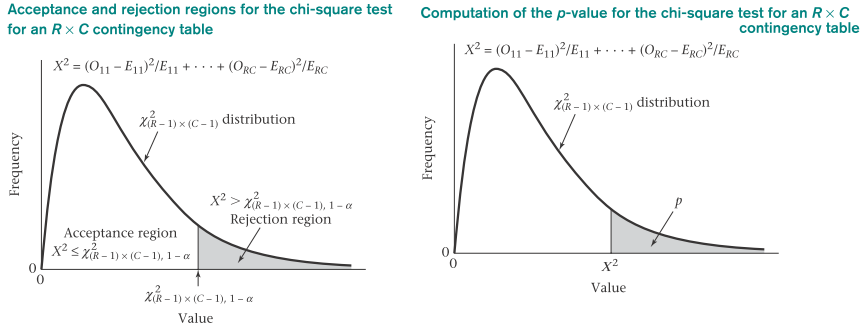 Acceptance and rejection regions for the chi-square test
for an R × C contingency table
X² = (O₁₁ – E₁₁)²/E₁₁ + · · · + (O_RC – E_RC)²/E_RC
χ²₍R – 1) × (C – 1) distribution
Frequency
X² > χ²(R – 1) × (C – 1), 1 – α
Rejection region
Acceptance region
X² ≤ χ²(R – 1) × (C – 1), 1 – α
0
0
χ²(R – 1) × (C – 1), 1 – α
Value
Computation of the p-value for the chi-square test for an R × C
contingency table
X² = (O₁₁ – E₁₁)²/E₁₁ + · · · + (O_RC – E_RC)²/E_RC
χ²(R – 1) × (C – 1) distribution
Frequency
p
0
0
X²
Value